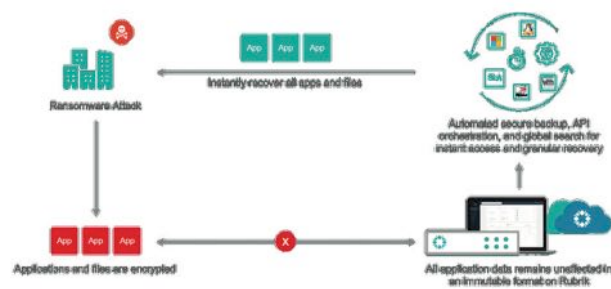 App App App
Instantly recover all apps and files
Ransomware Attack
Automated secure backup, API
orchestration, and global search for
instant access and granular recovery
App App App
X
Applications and files are encrypted
All application data remains unaffected in
an immutable format on Rubrik